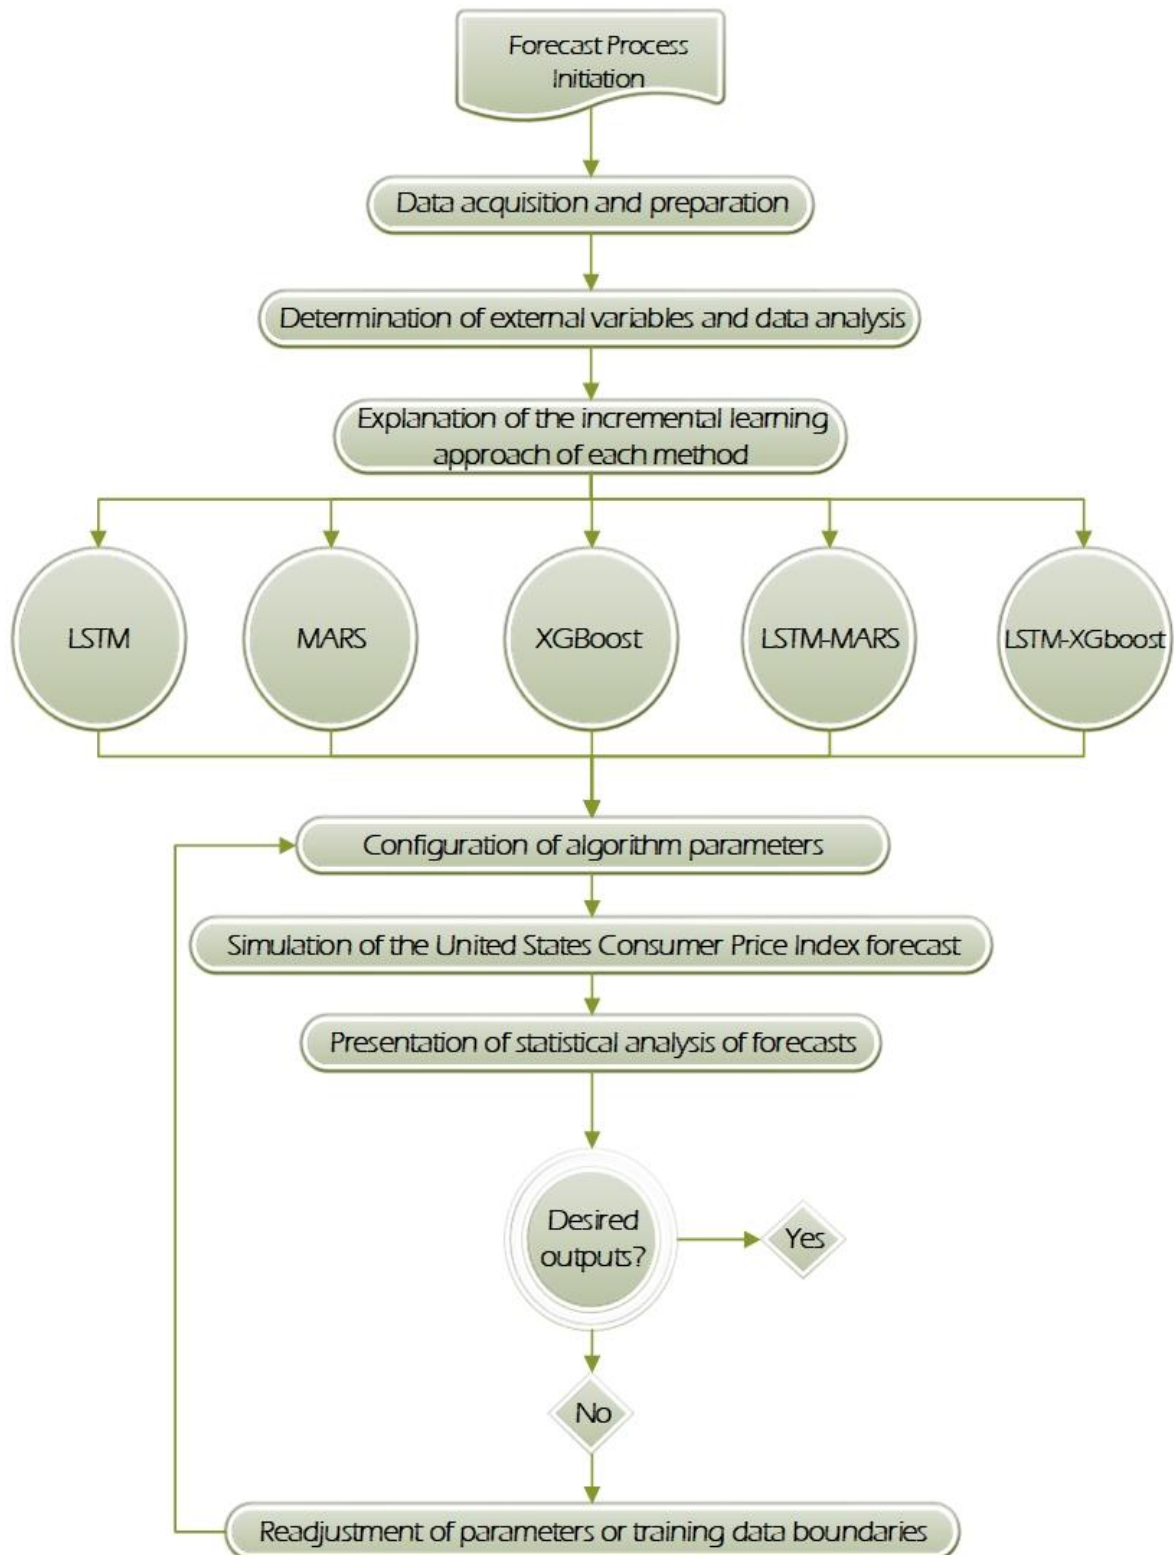 Forecast Process
Initiation
Data acquisition and preparation
Determination of external variables and data analysis
Explanation of the incremental learning
approach of each method
LSTM
MARS
XGBoost
LSTM-MARS
LSTM-XGboost
Configuration of algorithm parameters
Simulation of the United States Consumer Price Index forecast
Presentation of statistical analysis of forecasts
Desired
outputs?
Yes
No
Readjustment of parameters or training data boundaries